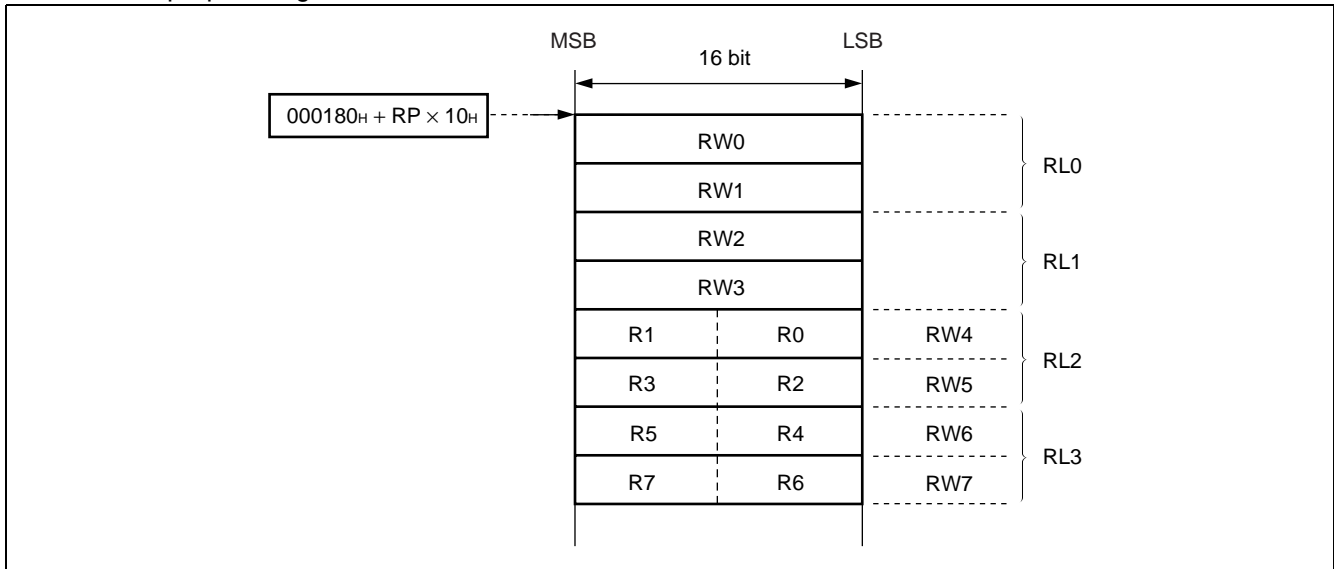 MSB LSB
16 bit
000180H + RP × 10H
RW0
RL0
RW1
RW2
RL1
RW3
R1 R0 RW4
RL2
R3 R2 RW5
R5 R4 RW6
RL3
R7 R6 RW7